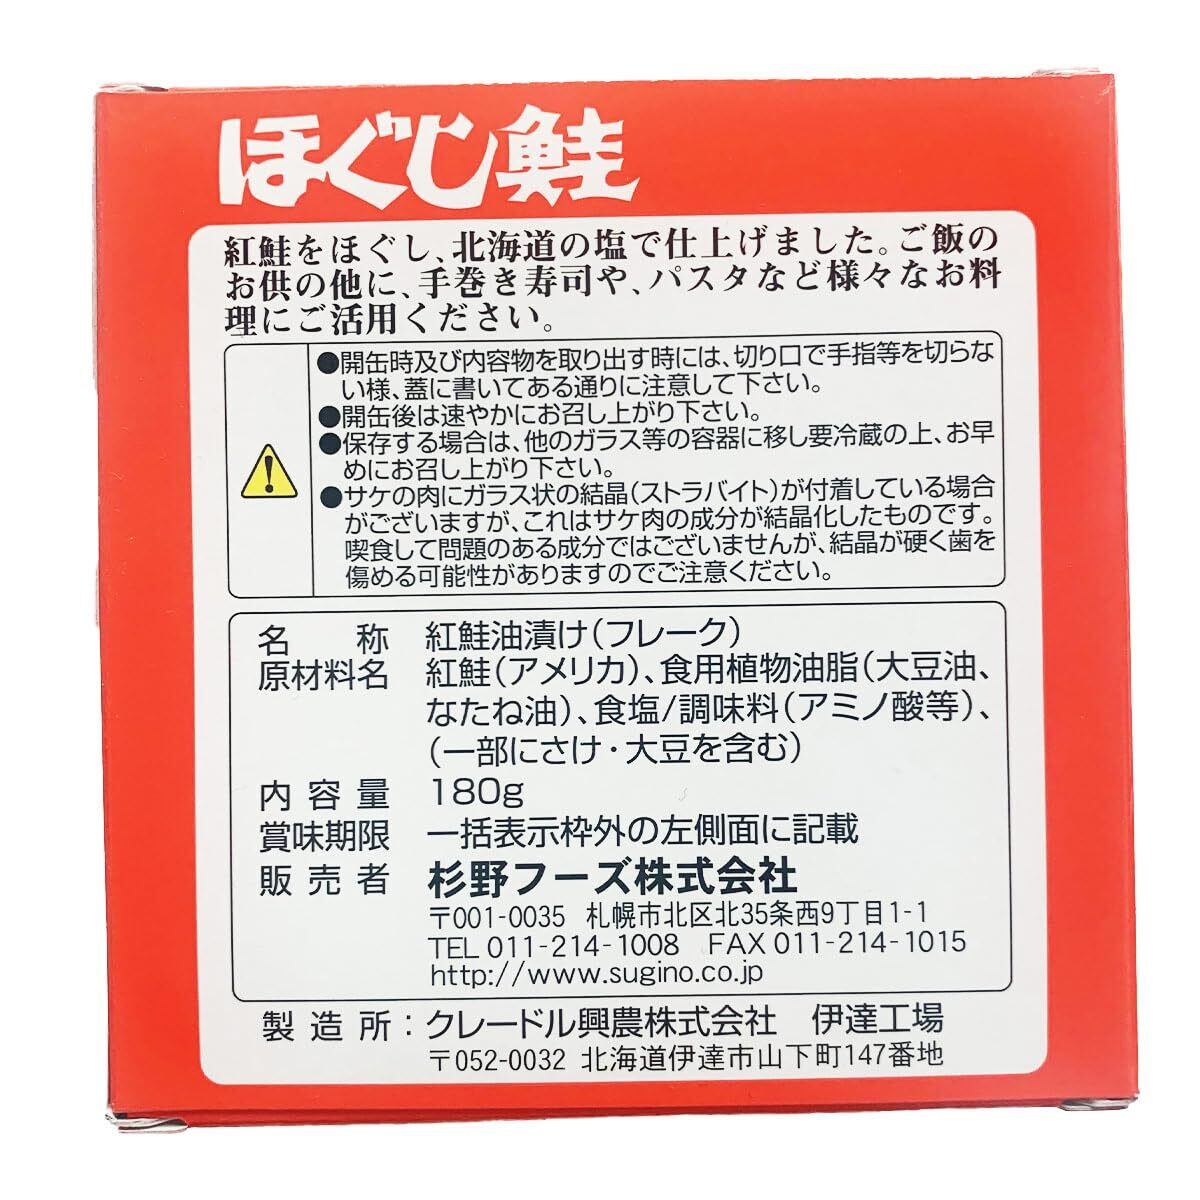 ほぐし鮭
紅鮭をほぐし、北海道の塩で仕上げました。ご飯の
お供の他に、手巻き寿司や、パスタなど様々なお料
理にご活用ください。
●開缶時及び内容物を取り出す時には、切り口で手指等を切らな
い様、蓋に書いてある通りに注意して下さい。
●開缶後は速やかにお召し上がり下さい。
●保存する場合は、他のガラス等の容器に移し要冷蔵の上、お早
めにお召し上がり下さい。
●サケの肉にガラス状の結晶(ストラバイト)が付着している場合
がございますが、これはサケ肉の成分が結晶化したものです。
喫食して問題のある成分ではございませんが、結晶が硬く歯を
傷める可能性がありますのでご注意ください。
名称 紅鮭油漬け(フレーク)
原材料名 紅鮭(アメリカ)、食用植物油脂(大豆油、
なたね油)、食塩/調味料(アミノ酸等)、
(一部にさけ・大豆を含む)
内容量 180g
賞味期限 一括表示枠外の左側面に記載
販売者 杉野フーズ株式会社
〒001-0035 札幌市北区北35条西9丁目1-1
TEL 011-214-1008 FAX 011-214-1015
http://www.sugino.co.jp
製造所:クレードル興農株式会社 伊達工場
〒052-0032 北海道伊達市山下町147番地